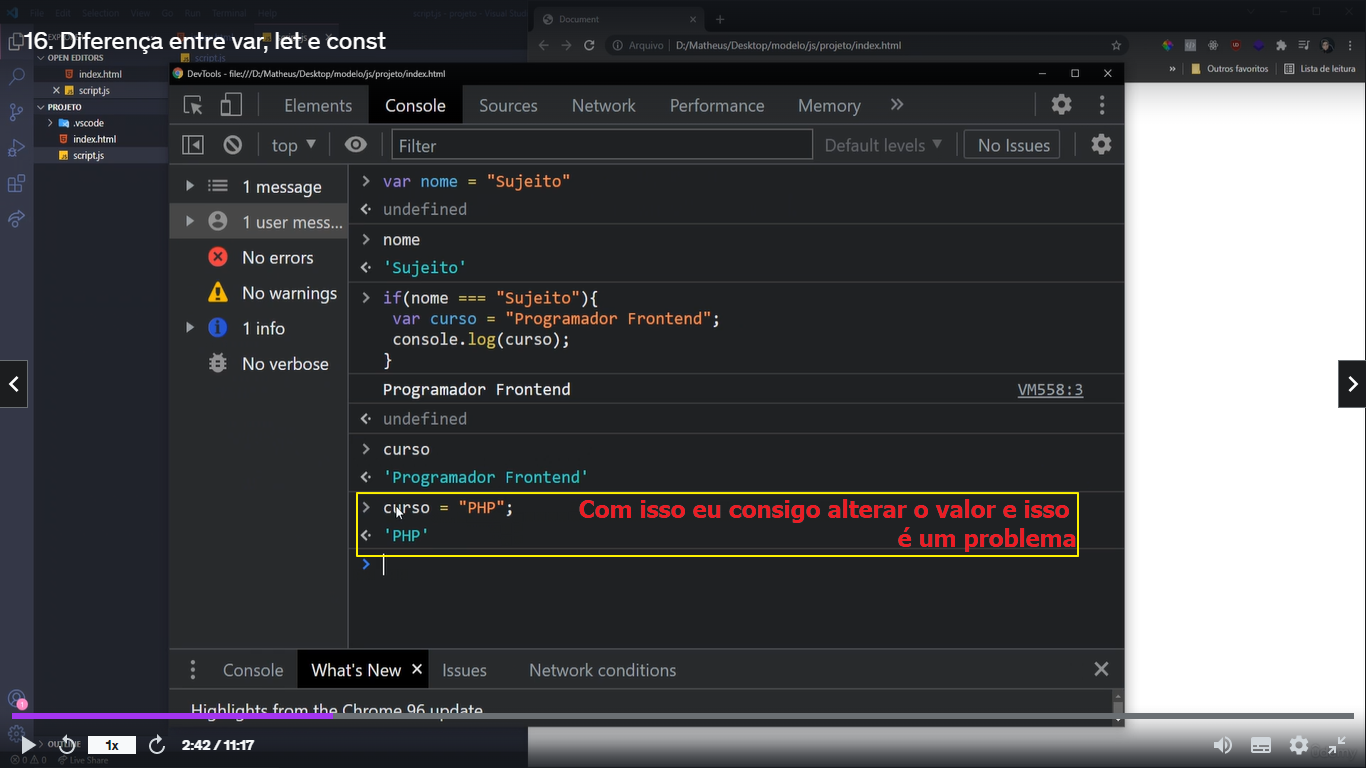 File Edit Selection View Go Run Terminal Help
16. Diferença entre var, let e const
OPEN EDITORS
index.html
script.js
PROJETO
.vscode
index.html
script.js
script.js
OUTLINE
Live Share
Document
Arquivo
D:/Matheus/Desktop/modelo/js/projeto/index.html
Outros favoritos
Lista de leitura
DevTools - file:///D:/Matheus/Desktop/modelo/js/projeto/index.html
Elements Console Sources Network Performance Memory
top Filter Default levels No Issues
1 message
1 user mess...
No errors
No warnings
1 info
No verbose
> var nome = "Sujeito"
undefined
> nome
'Sujeito'
> if(nome === "Sujeito"){
var curso = "Programador Frontend";
console.log(curso);
}
Programador Frontend VM558:3
undefined
> curso
'Programador Frontend'
> curso = "PHP";
'PHP'
>
Com isso eu consigo alterar o valor e isso
é um problema
Console What's New Issues Network conditions
Highlights from the Chrome 96 update
1x 2:42 / 11:17